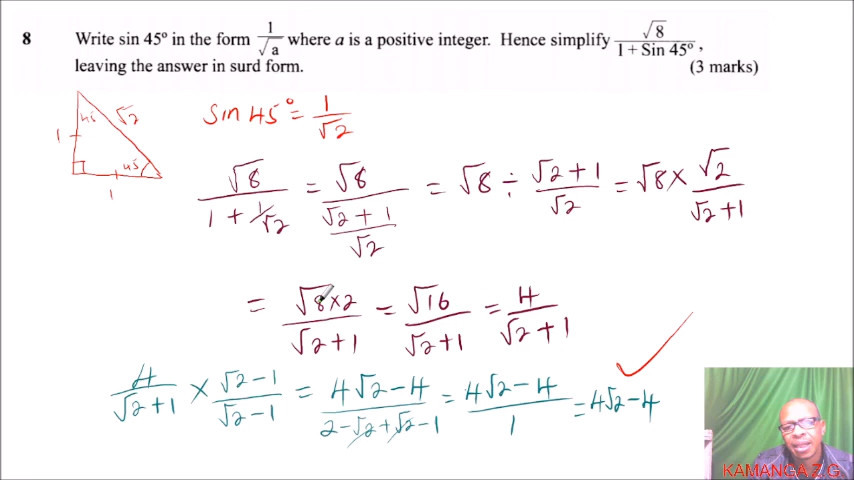 8 Write sin 45° in the form 1/√a where a is a positive integer. Hence simplify √8/(1 + Sin 45°),
leaving the answer in surd form. (3 marks)
45 √2 1 45 1
Sin 45° = 1/√2
√8/(1 + 1/√2) = √8/((√2 + 1)/√2) = √8 ÷ (√2 + 1)/√2 = √8 × √2/(√2 + 1)
= √8×2/(√2 + 1) = √16/(√2 + 1) = 4/(√2 + 1)
4/(√2 + 1) × (√2 − 1)/(√2 − 1) = (4√2 − 4)/(2 − √2 + √2 − 1) = (4√2 − 4)/1 = 4√2 − 4
KAMANGA Z.G